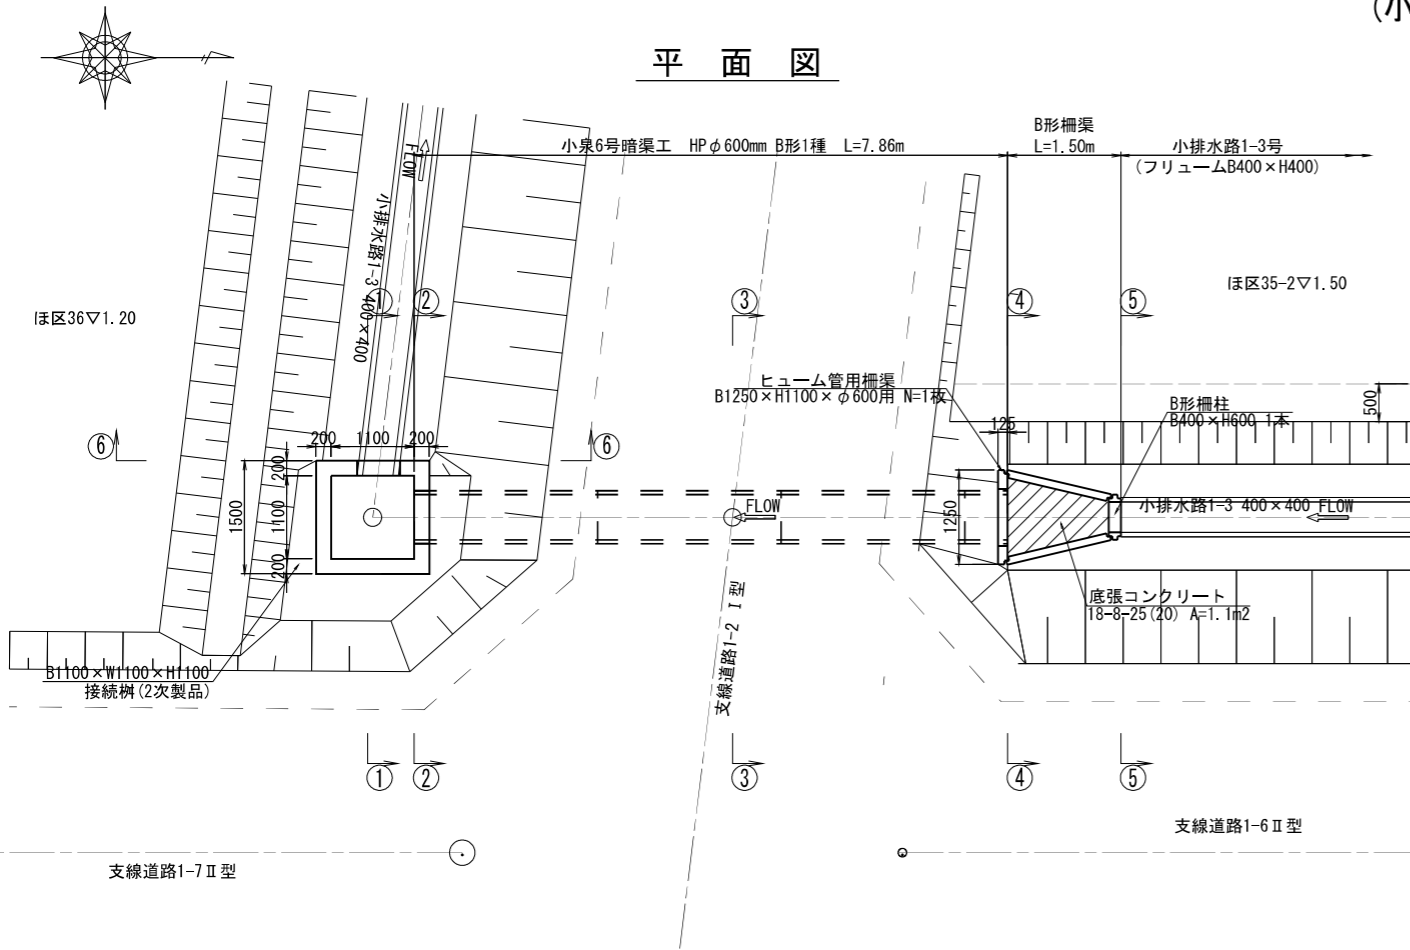 (小
平面図
B形柵渠
L=1.50m
小泉6号暗渠工 HPφ600mm B形1種 L=7.86m
小排水路1-3号
(フリュームB400×H400)
FLOW
小排水路1-3 400×400
ほ区36▽1.20
ほ区35-2▽1.50
①
②
③
④
⑤
ヒューム管用柵渠
B1250×H1100×φ600用 N=1枚
B形柵柱
B400×H600 1本
500
125
⑥
⑥
200
1100
200
200
1100
200
1500
1250
FLOW
小排水路1-3 400×400 FLOW
底張コンクリート
18-8-25(20) A=1.1m2
支線道路1-2 Ⅰ型
B1100×W1100×H1100
接続桝(2次製品)
①
②
③
④
⑤
支線道路1-6Ⅱ型
支線道路1-7Ⅱ型